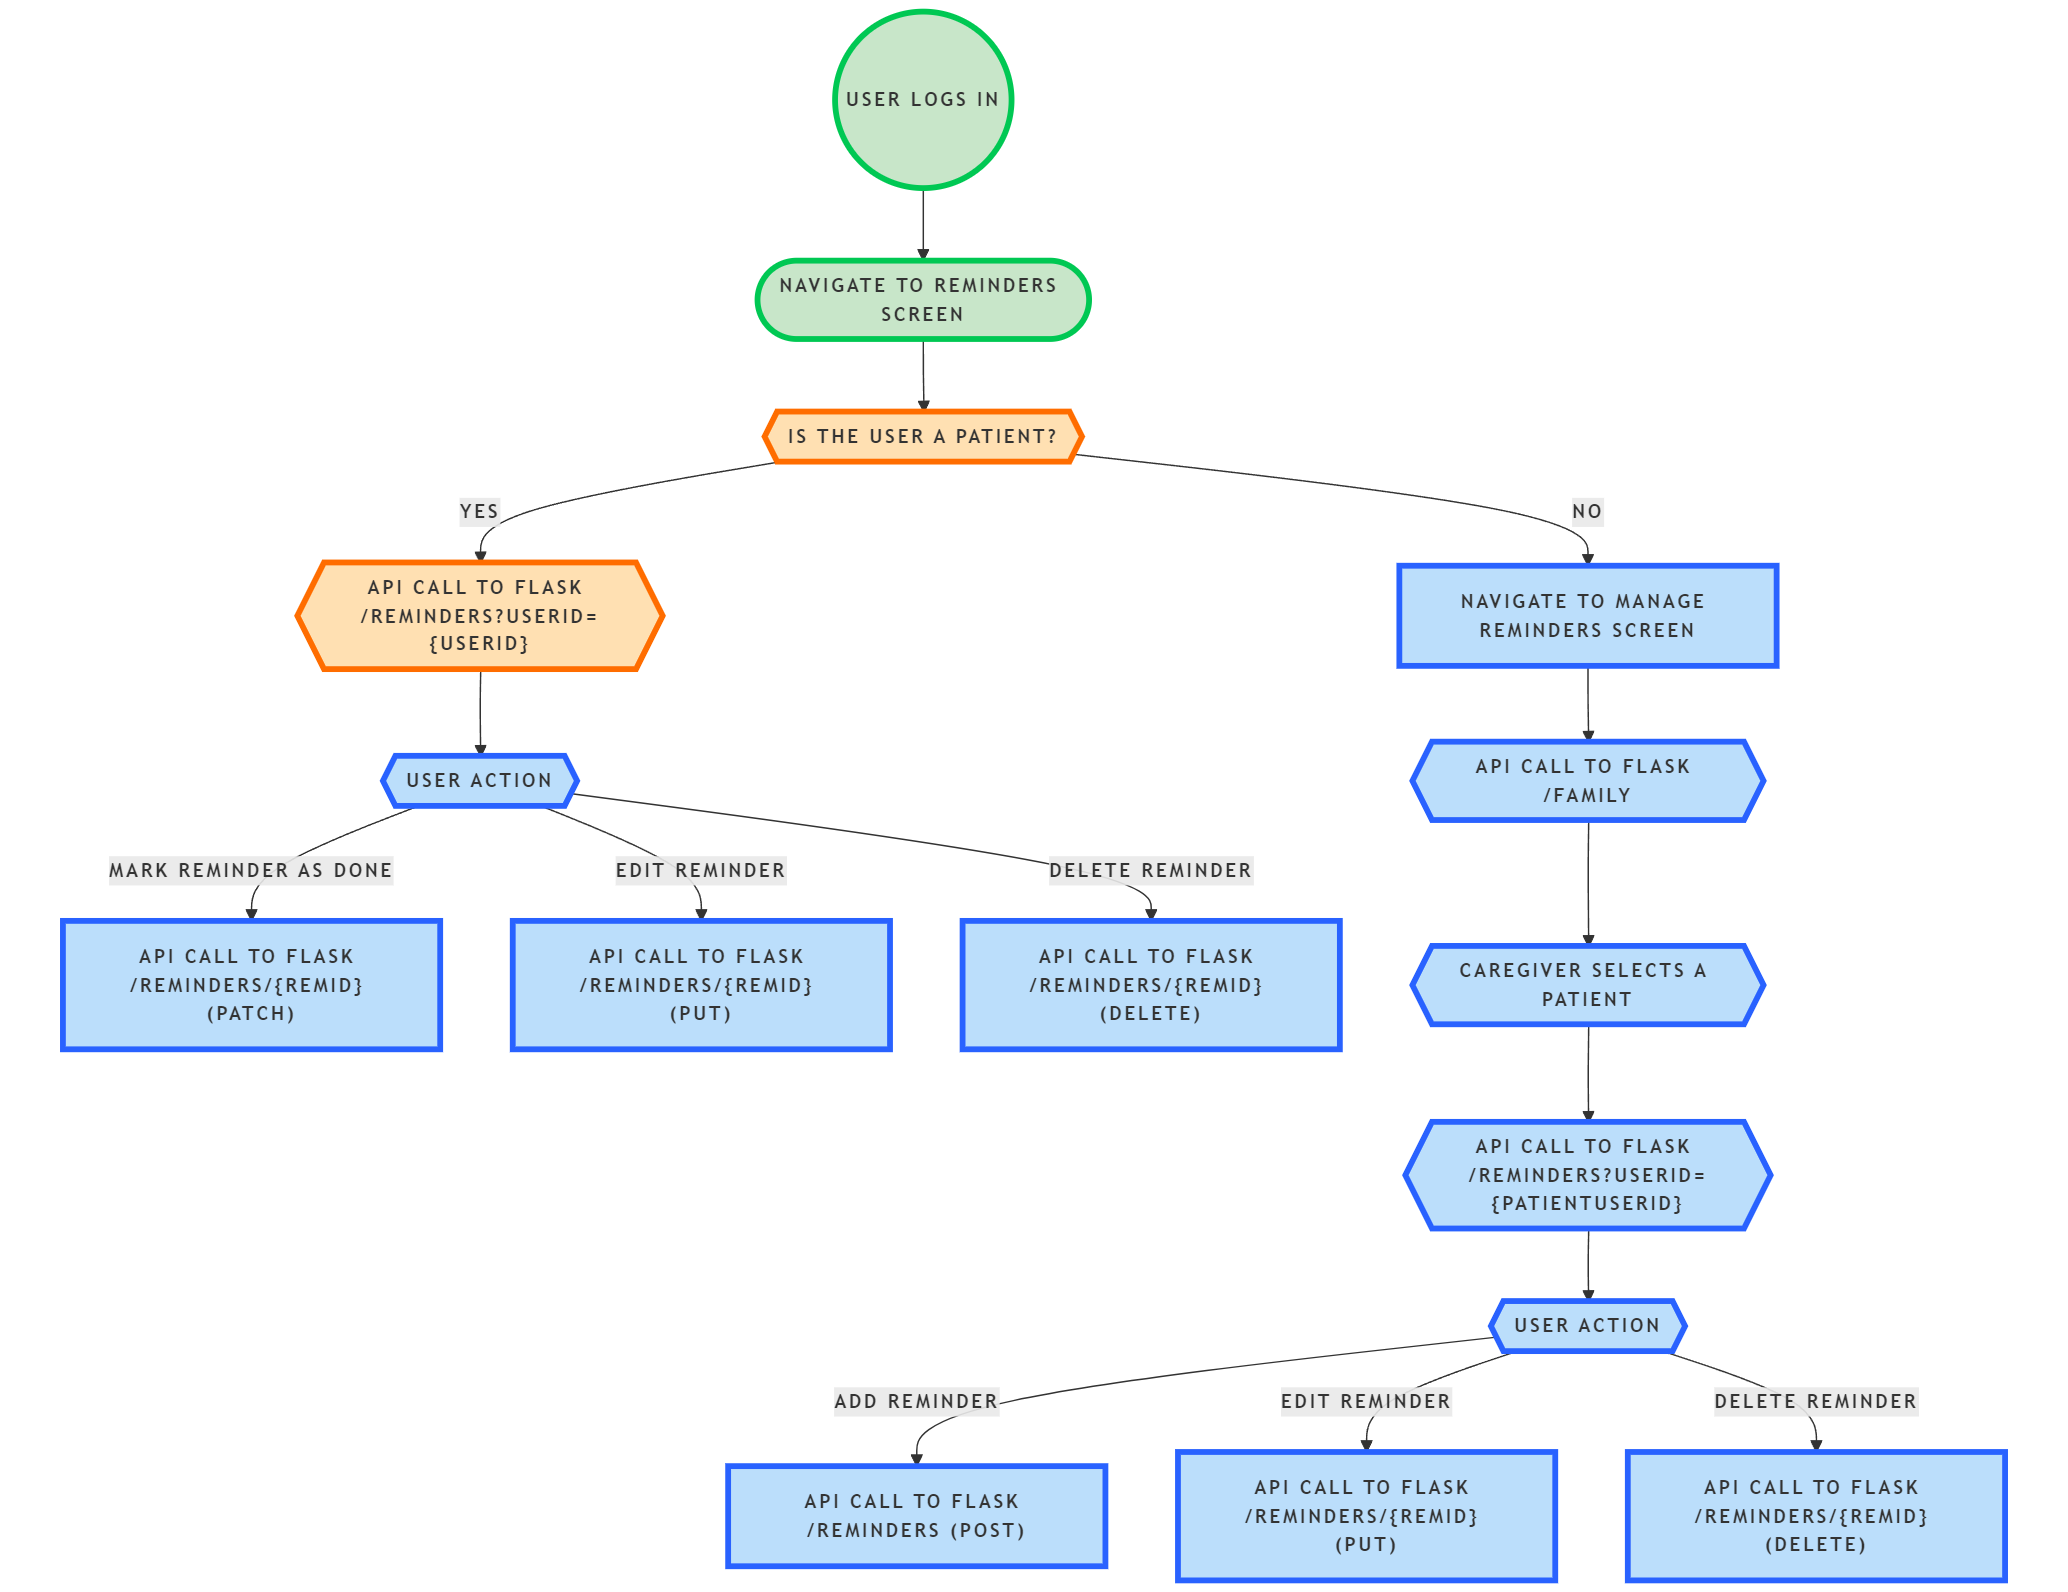 USER LOGS IN
NAVIGATE TO REMINDERS
SCREEN
IS THE USER A PATIENT?
YES
NO
API CALL TO FLASK
/REMINDERS?USERID=
{USERID}
NAVIGATE TO MANAGE
REMINDERS SCREEN
USER ACTION
API CALL TO FLASK
/FAMILY
MARK REMINDER AS DONE
EDIT REMINDER
DELETE REMINDER
API CALL TO FLASK
/REMINDERS/{REMID}
(PATCH)
API CALL TO FLASK
/REMINDERS/{REMID}
(PUT)
API CALL TO FLASK
/REMINDERS/{REMID}
(DELETE)
CAREGIVER SELECTS A
PATIENT
API CALL TO FLASK
/REMINDERS?USERID=
{PATIENTUSERID}
USER ACTION
ADD REMINDER
EDIT REMINDER
DELETE REMINDER
API CALL TO FLASK
/REMINDERS (POST)
API CALL TO FLASK
/REMINDERS/{REMID}
(PUT)
API CALL TO FLASK
/REMINDERS/{REMID}
(DELETE)